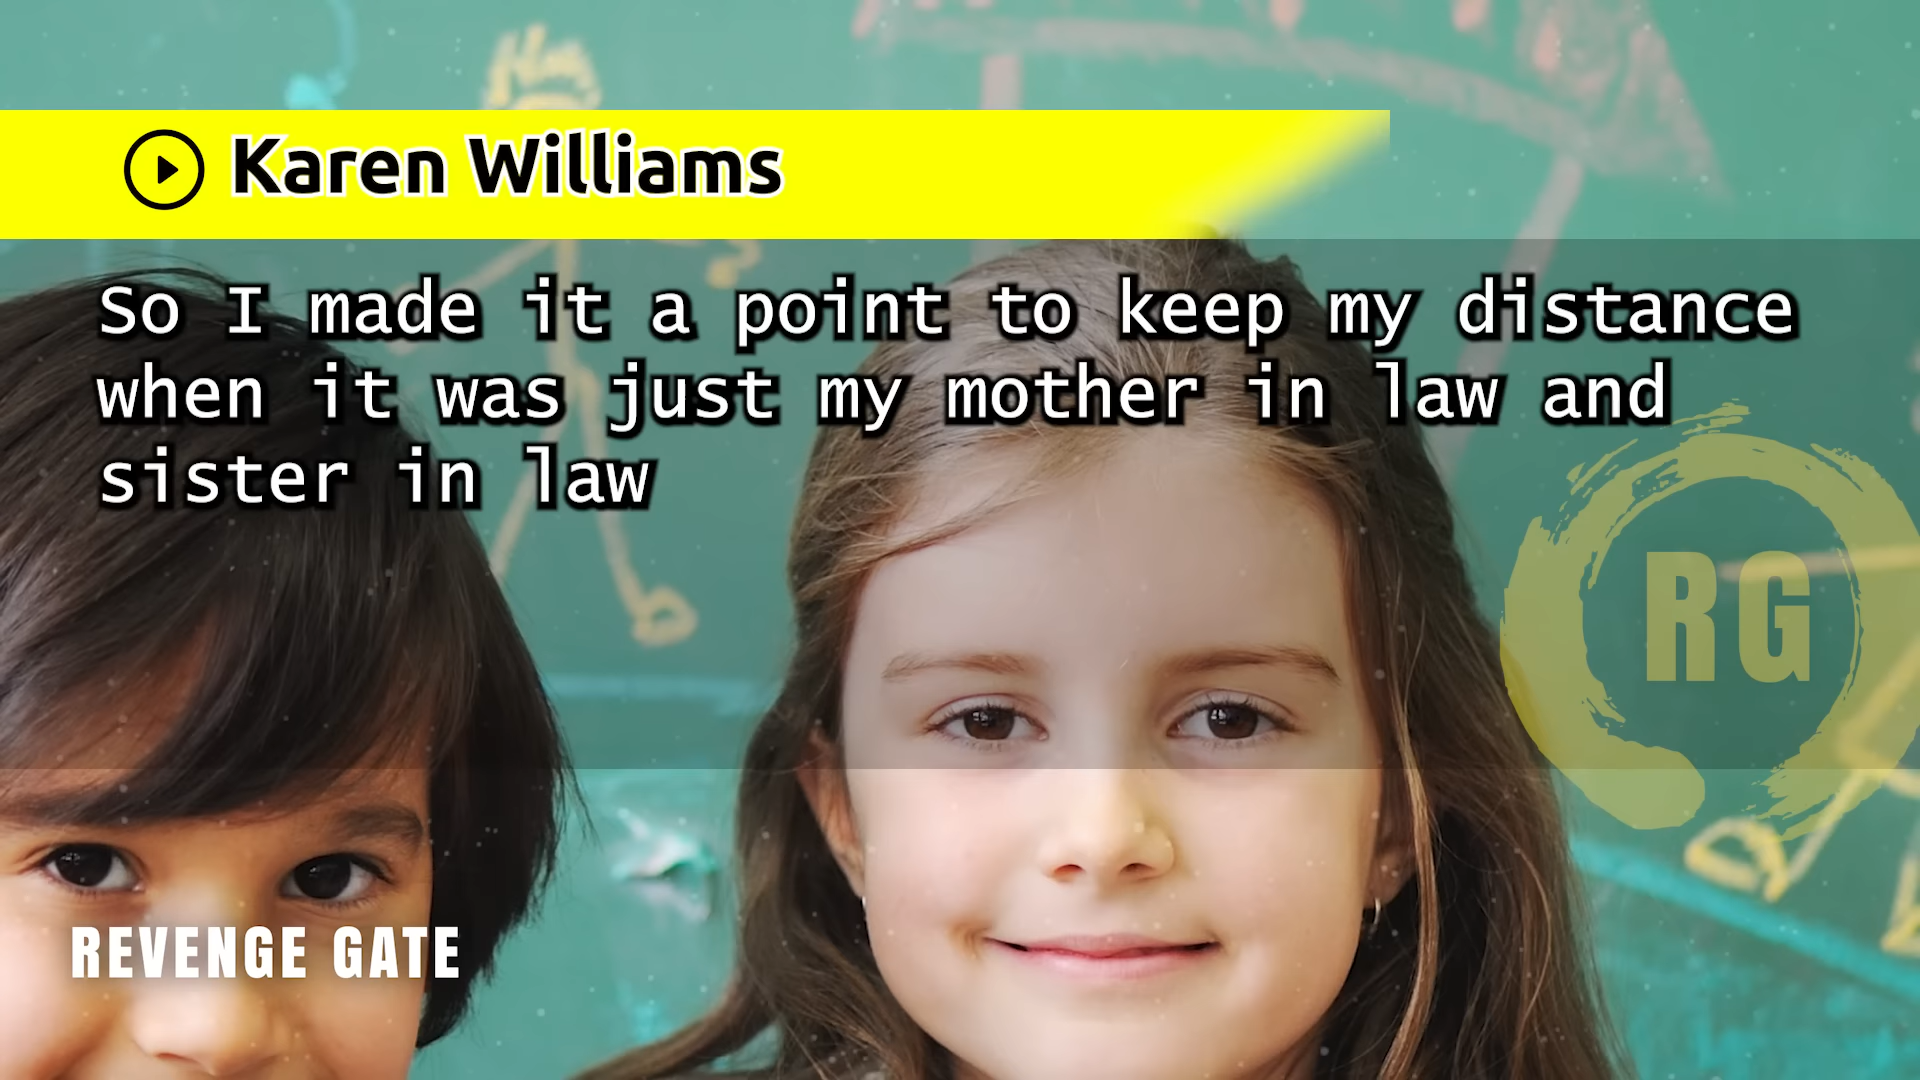 Karen Williams
So I made it a point to keep my distance
when it was just my mother in law and
sister in law
RG
REVENGE GATE